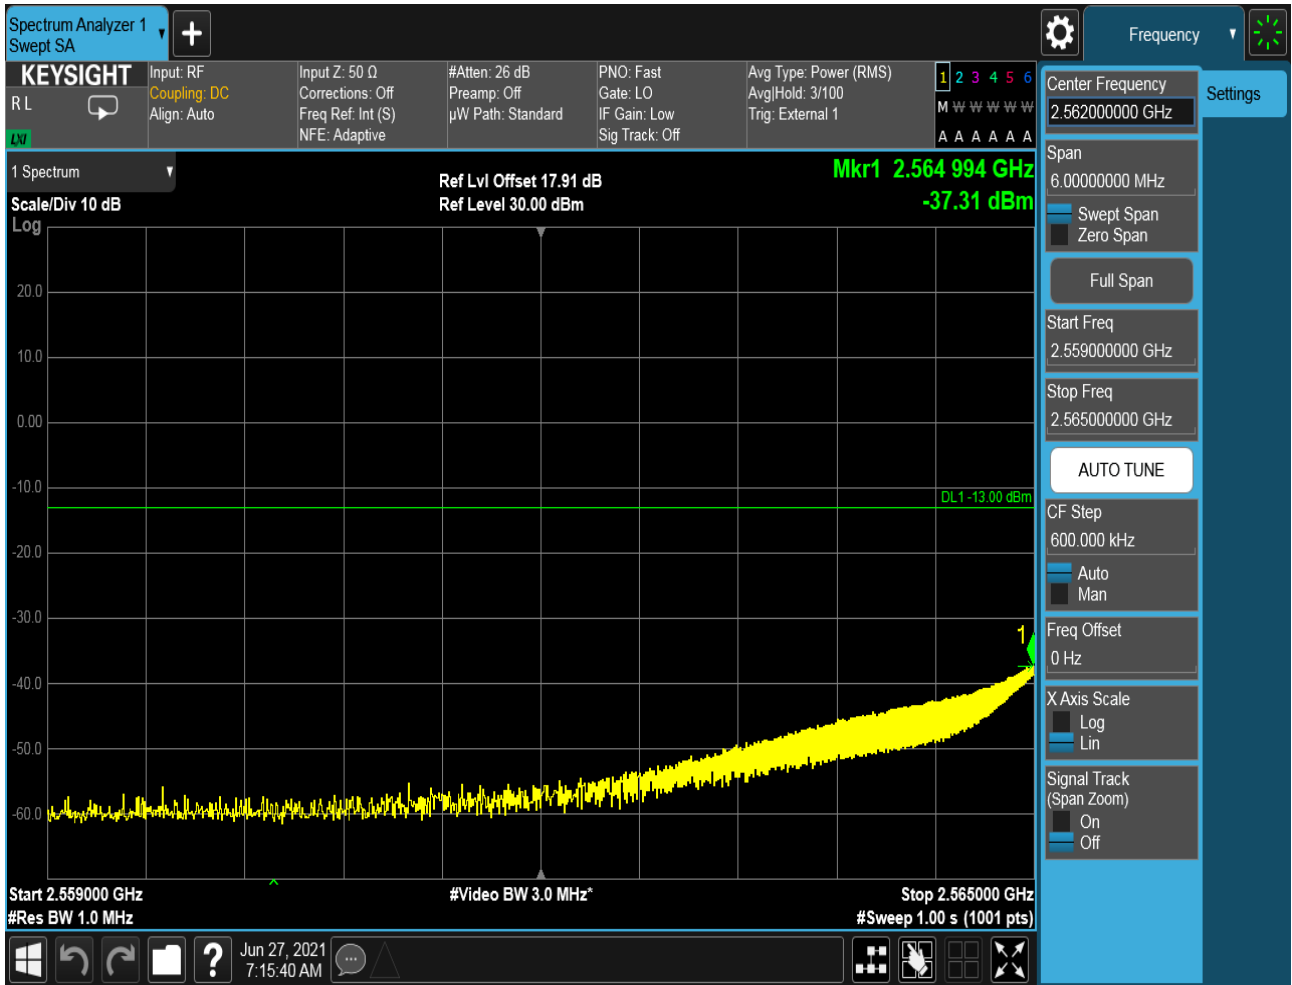 Spectrum Analyzer 1
Swept SA
Frequency
KEYSIGHT
R L
LXI
Input: RF
Coupling: DC
Align: Auto
Input Z: 50 Ω
Corrections: Off
Freq Ref: Int (S)
NFE: Adaptive
#Atten: 26 dB
Preamp: Off
µW Path: Standard
PNO: Fast
Gate: LO
IF Gain: Low
Sig Track: Off
Avg Type: Power (RMS)
Avg|Hold: 3/100
Trig: External 1
1 2 3 4 5 6
M W W W W W
A A A A A A
1 Spectrum
Scale/Div 10 dB
Log
Ref Lvl Offset 17.91 dB
Ref Level 30.00 dBm
Mkr1 2.564 994 GHz
-37.31 dBm
20.0
10.0
0.00
-10.0
DL1 -13.00 dBm
-20.0
-30.0
1
-40.0
-50.0
-60.0
Start 2.559000 GHz
#Res BW 1.0 MHz
#Video BW 3.0 MHz*
Stop 2.565000 GHz
#Sweep 1.00 s (1001 pts)
Jun 27, 2021
7:15:40 AM
Center Frequency
2.562000000 GHz
Settings
Span
6.00000000 MHz
Swept Span
Zero Span
Full Span
Start Freq
2.559000000 GHz
Stop Freq
2.565000000 GHz
AUTO TUNE
CF Step
600.000 kHz
Auto
Man
Freq Offset
0 Hz
X Axis Scale
Log
Lin
Signal Track
(Span Zoom)
On
Off